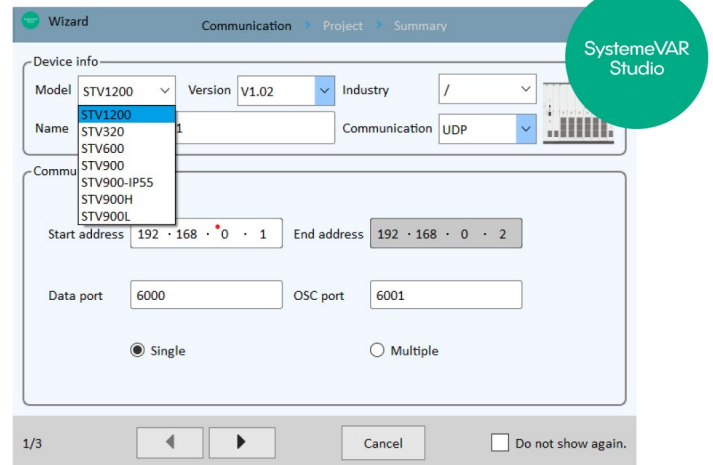 Wizard
Communication > Project > Summary
SystemeVAR
Studio
Device info
Model STV1200 Version V1.02 Industry /
STV1200
STV320
STV600
STV900
STV900-IP55
STV900H
STV900L
Name 1 Communication UDP
Commu
Start address 192 · 168 · 0 · 1 End address 192 · 168 · 0 · 2
Data port 6000 OSC port 6001
Single Multiple
1/3 Cancel Do not show again.